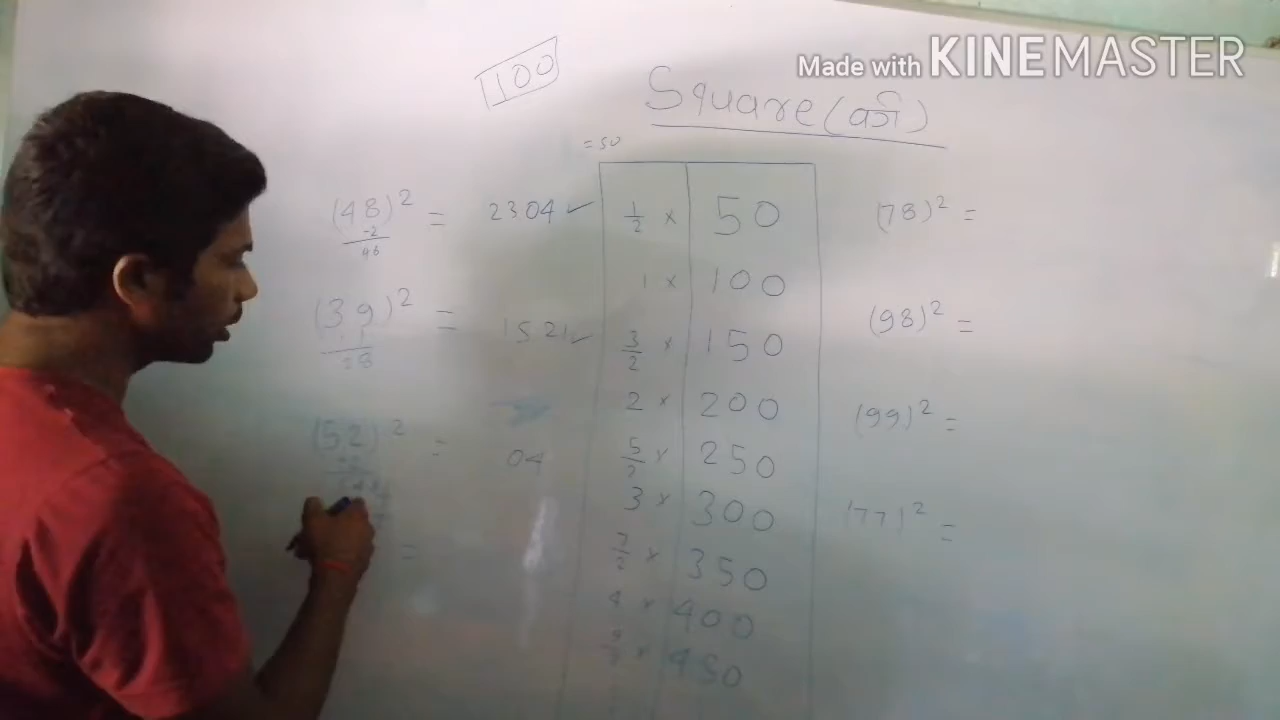 Made with KINEMASTER
100
Square (वर्ग)
= 50
(48)² = 2304 ✓
-2
46
(39)² = 1521 ✓
38
(52)² = 04
=
1/2 × 50
1 × 100
3/2 × 150
2 × 200
5/2 × 250
3 × 300
7/2 × 350
4 × 400
9/2 × 450
(78)² =
(98)² =
(99)² =
(77)² =